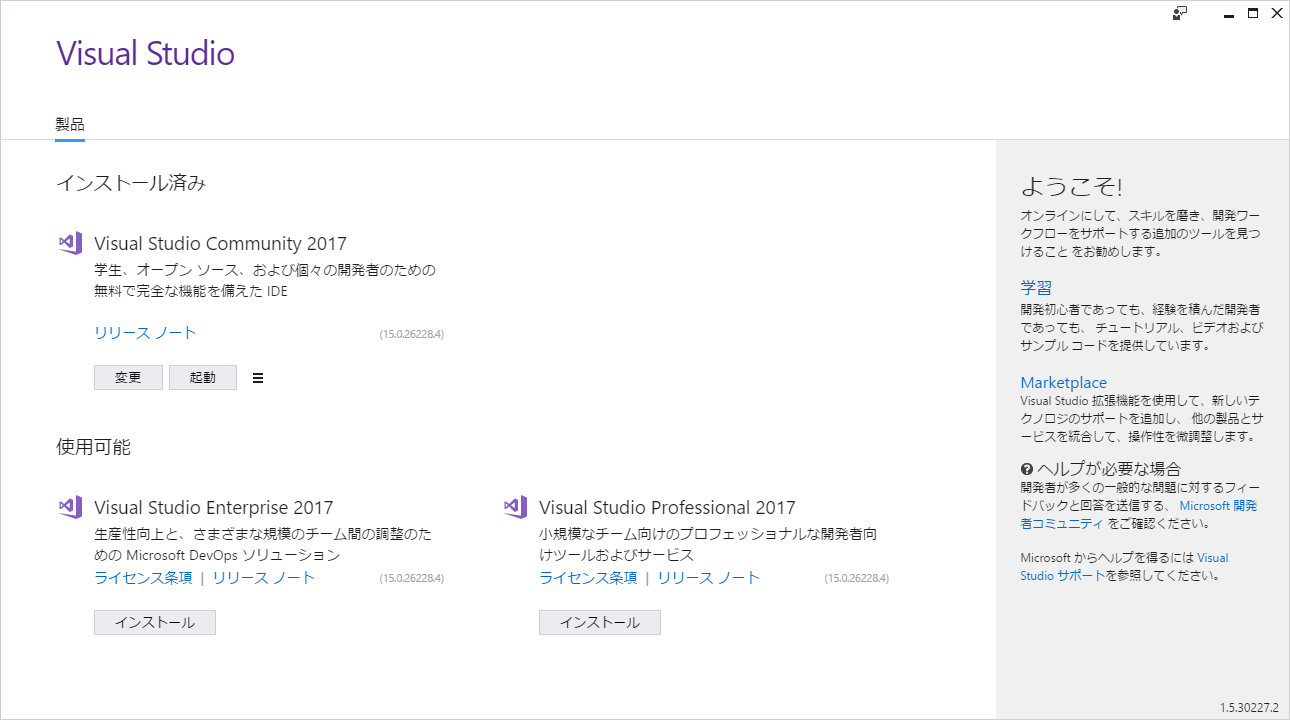 Visual Studio
製品
インストール済み
Visual Studio Community 2017
学生、オープン ソース、および個々の開発者のための
無料で完全な機能を備えた IDE
リリース ノート
(15.0.26228.4)
変更
起動
使用可能
Visual Studio Enterprise 2017
生産性向上と、さまざまな規模のチーム間の調整のた
めの Microsoft DevOps ソリューション
ライセンス条項 | リリース ノート
(15.0.26228.4)
インストール
Visual Studio Professional 2017
小規模なチーム向けのプロフェッショナルな開発者向
けツールおよびサービス
ライセンス条項 | リリース ノート
(15.0.26228.4)
インストール
ようこそ!
オンラインにして、スキルを磨き、開発ワー
クフローをサポートする追加のツールを見つ
けること をお勧めします。
学習
開発初心者であっても、経験を積んだ開発者
であっても、 チュートリアル、ビデオおよび
サンプル コードを提供しています。
Marketplace
Visual Studio 拡張機能を使用して、新しいテ
クノロジのサポートを追加し、 他の製品とサ
ービスを統合して、操作性を微調整します。
ヘルプが必要な場合
開発者が多くの一般的な問題に対するフィー
ドバックと回答を送信する、 Microsoft 開発
者コミュニティ をご確認ください。
Microsoft からヘルプを得るには Visual
Studio サポートを参照してください。
1.5.30227.2